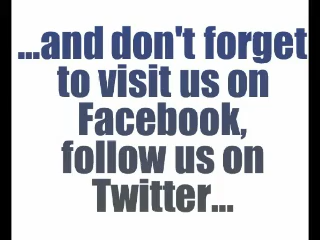 ...and don't forget
to visit us on
Facebook,
follow us on
Twitter...